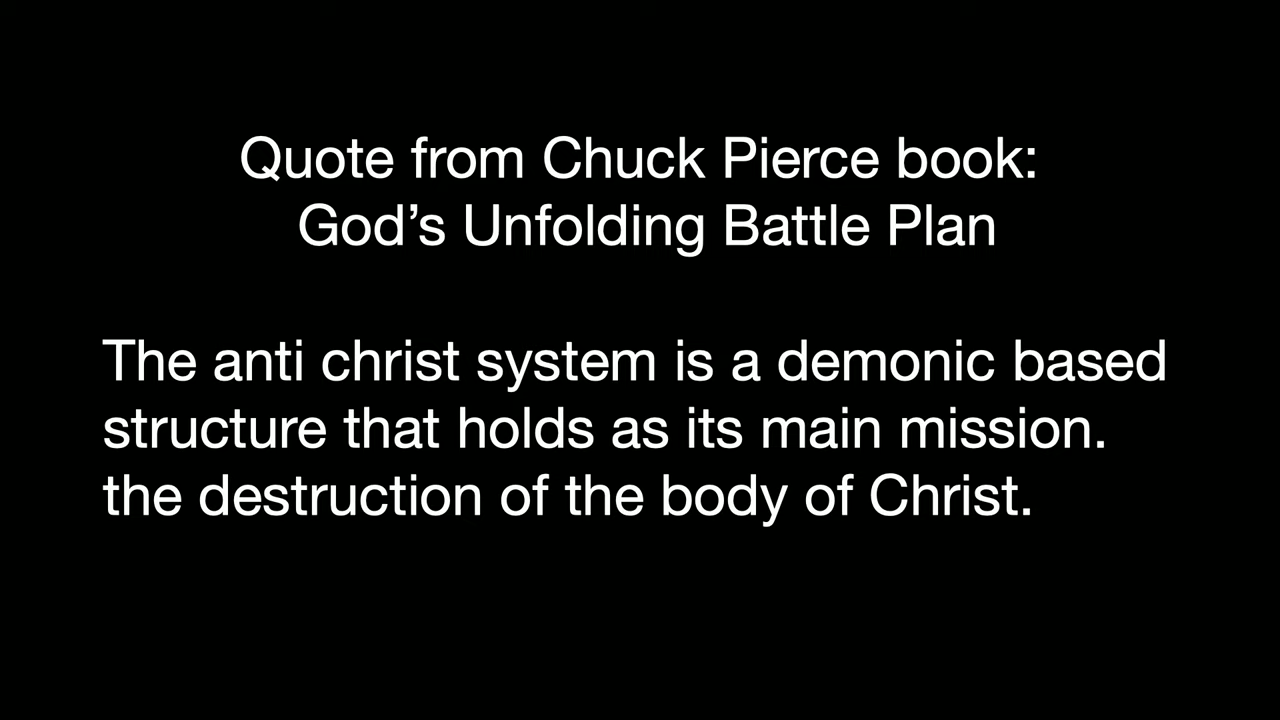 Quote from Chuck Pierce book:
God’s Unfolding Battle Plan
The anti christ system is a demonic based
structure that holds as its main mission.
the destruction of the body of Christ.